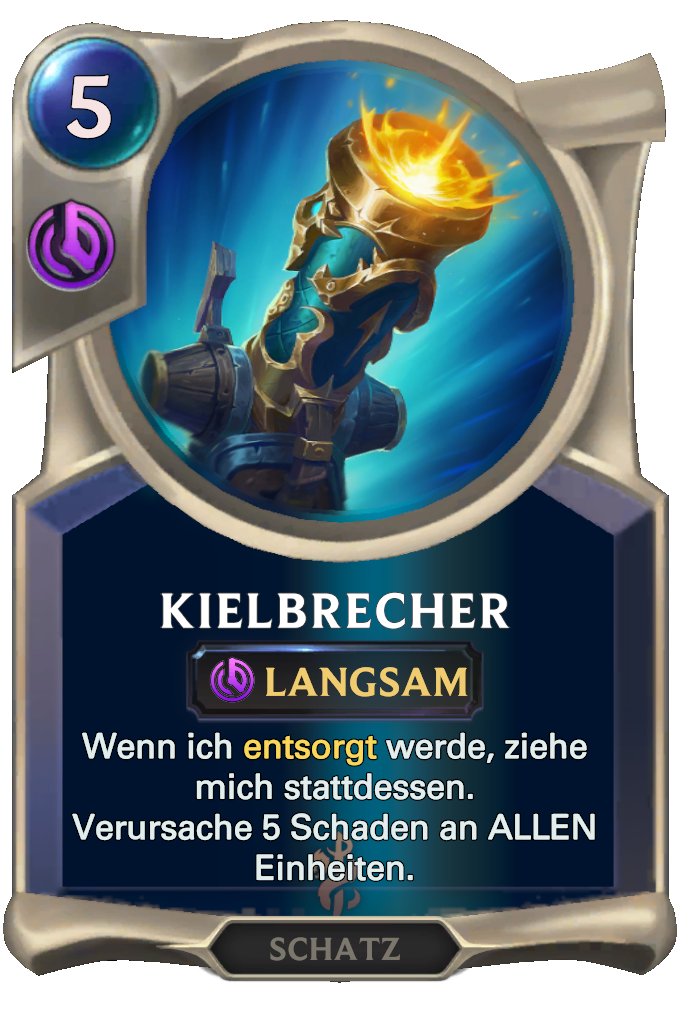 5
KIELBRECHER
LANGSAM
Wenn ich entsorgt werde, ziehe
mich stattdessen.
Verursache 5 Schaden an ALLEN
Einheiten.
SCHATZ